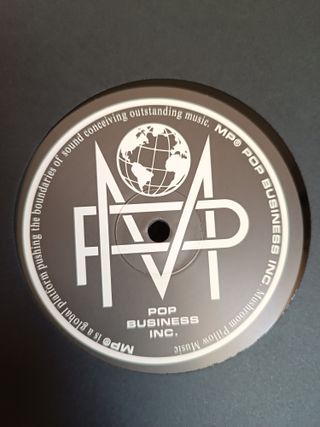 MP® is a global platform pushing the boundaries of sound conceiving outstanding music. MP® POP BUSINESS INC. Mushroom Pillow Music
MP
POP
BUSINESS
INC.